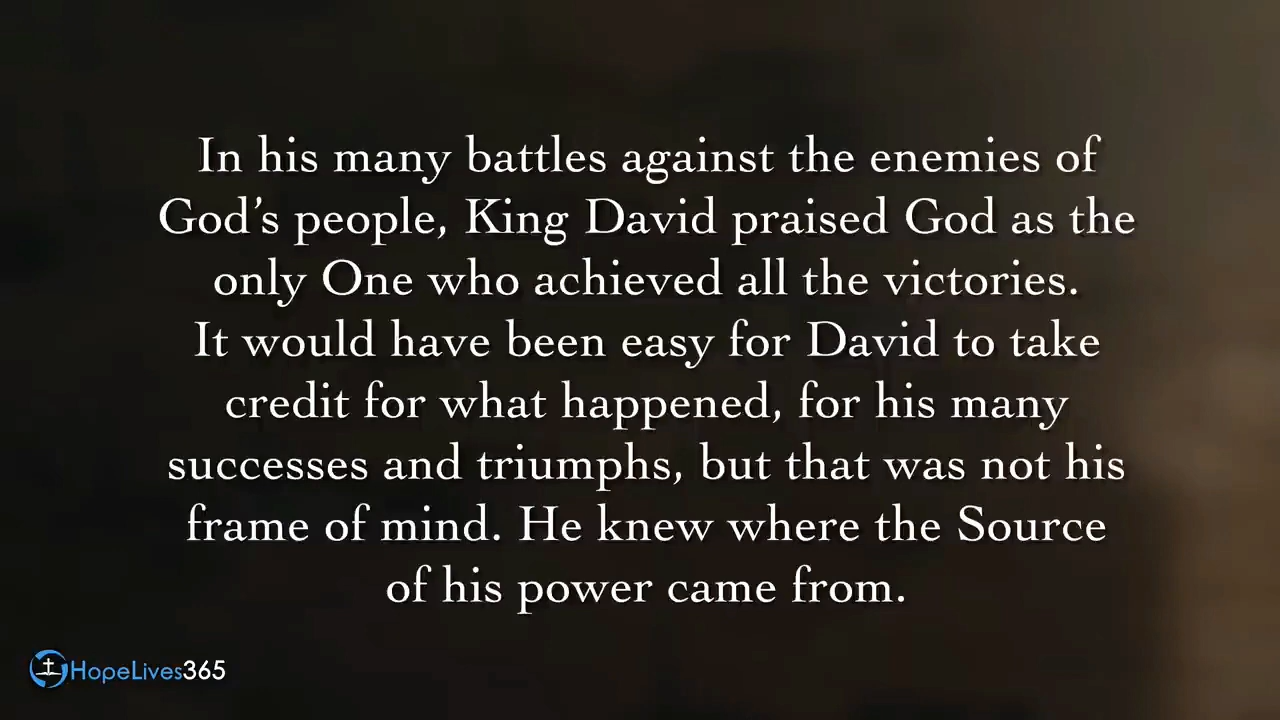 In his many battles against the enemies of
God’s people, King David praised God as the
only One who achieved all the victories.
It would have been easy for David to take
credit for what happened, for his many
successes and triumphs, but that was not his
frame of mind. He knew where the Source
of his power came from.
HopeLives365